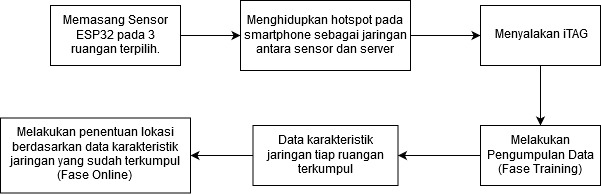 Memasang Sensor
ESP32 pada 3
ruangan terpilih.
Menghidupkan hotspot pada
smartphone sebagai jaringan
antara sensor dan server
Menyalakan iTAG
Melakukan
Pengumpulan Data
(Fase Training)
Data karakteristik
jaringan tiap ruangan
terkumpul
Melakukan penentuan lokasi
berdasarkan data karakteristik
jaringan yang sudah terkumpul
(Fase Online)